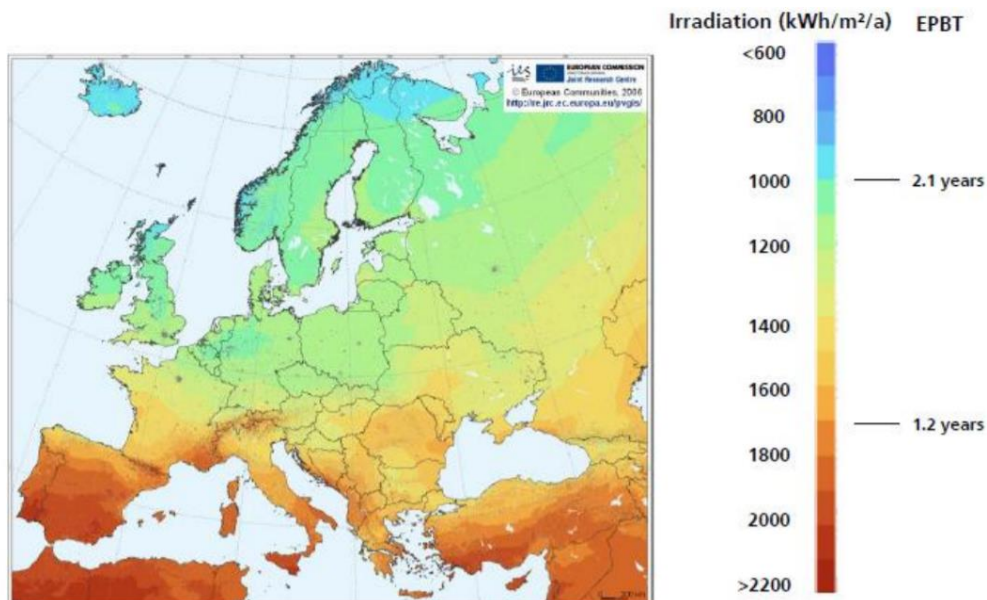 Irradiation (kWh/m²/a) EPBT
<600
800
1000
2.1 years
1200
1400
1600
1.2 years
1800
2000
>2200
EUROPEAN COMMISSION
Joint Research Centre
© European Communities, 2006
http://re.jrc.ec.europa.eu/pvgis/